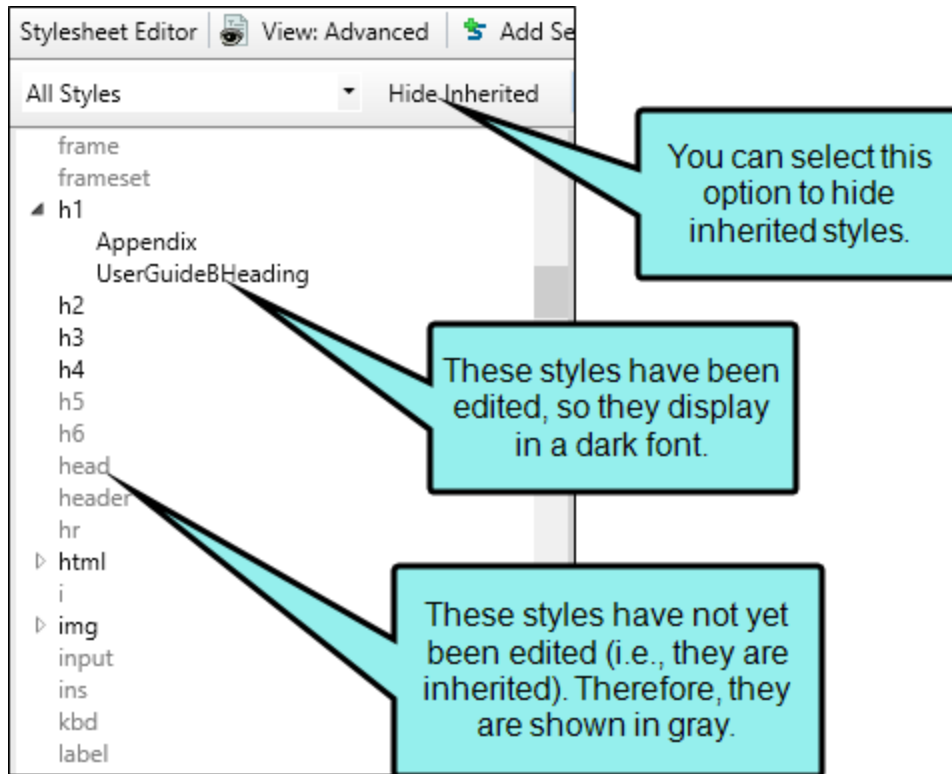 Stylesheet Editor View: Advanced Add Se
All Styles Hide Inherited
frame
frameset
h1
Appendix
UserGuideBHeading
h2
h3
h4
h5
h6
head
header
hr
html
i
img
input
ins
kbd
label
You can select this
option to hide
inherited styles.
These styles have been
edited, so they display
in a dark font.
These styles have not yet
been edited (i.e., they are
inherited). Therefore, they
are shown in gray.